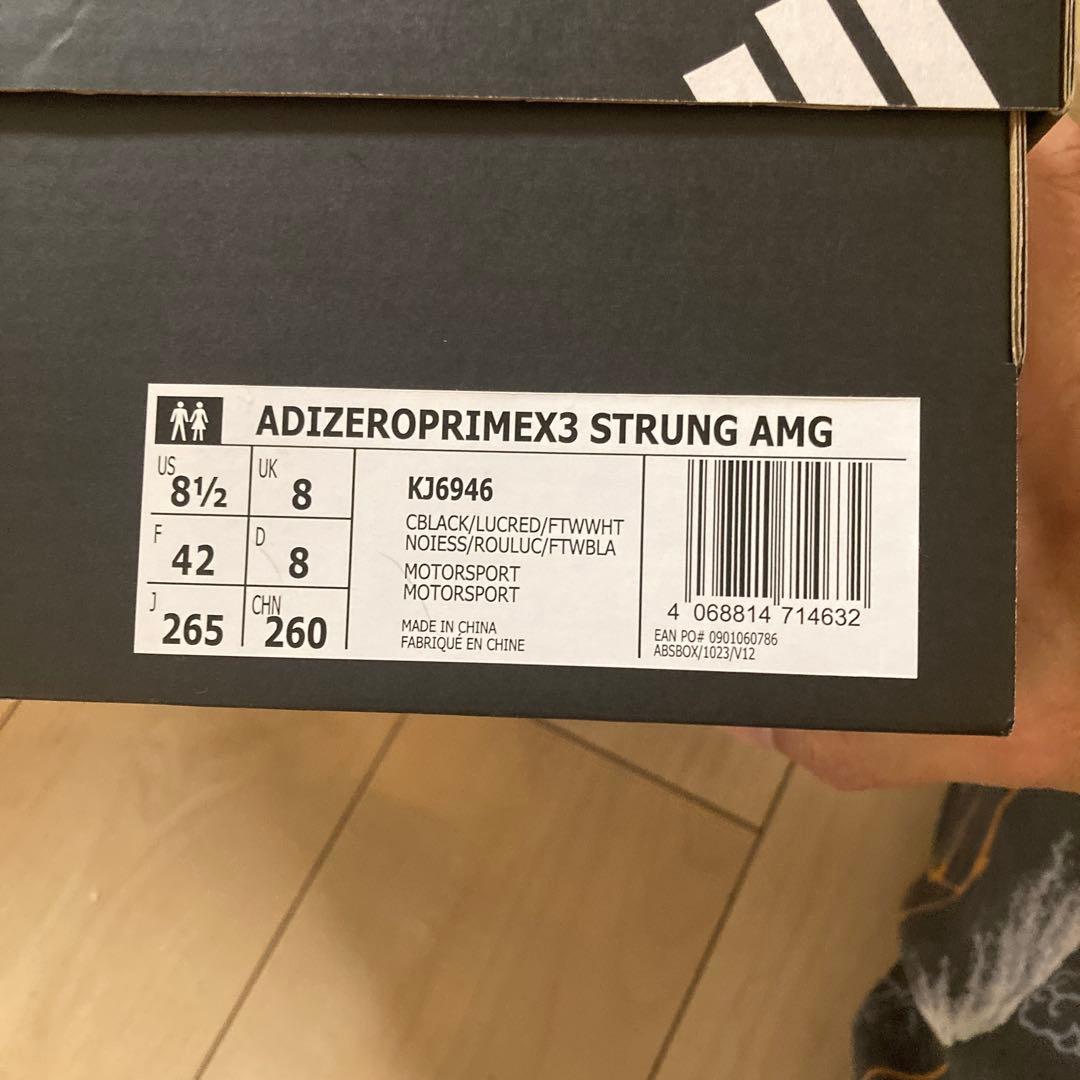 ADIZEROPRIMEX3 STRUNG AMG
US 8½ UK 8
F 42 D 8
J 265 CHN 260
KJ6946
CBLACK/LUCRED/FTWWHT
NOIESS/ROULUC/FTWBLA
MOTORSPORT
MOTORSPORT
MADE IN CHINA
FABRIQUÉ EN CHINE
4 068814 714632
EAN PO# 0901060786
ABSBOX/1023/V12